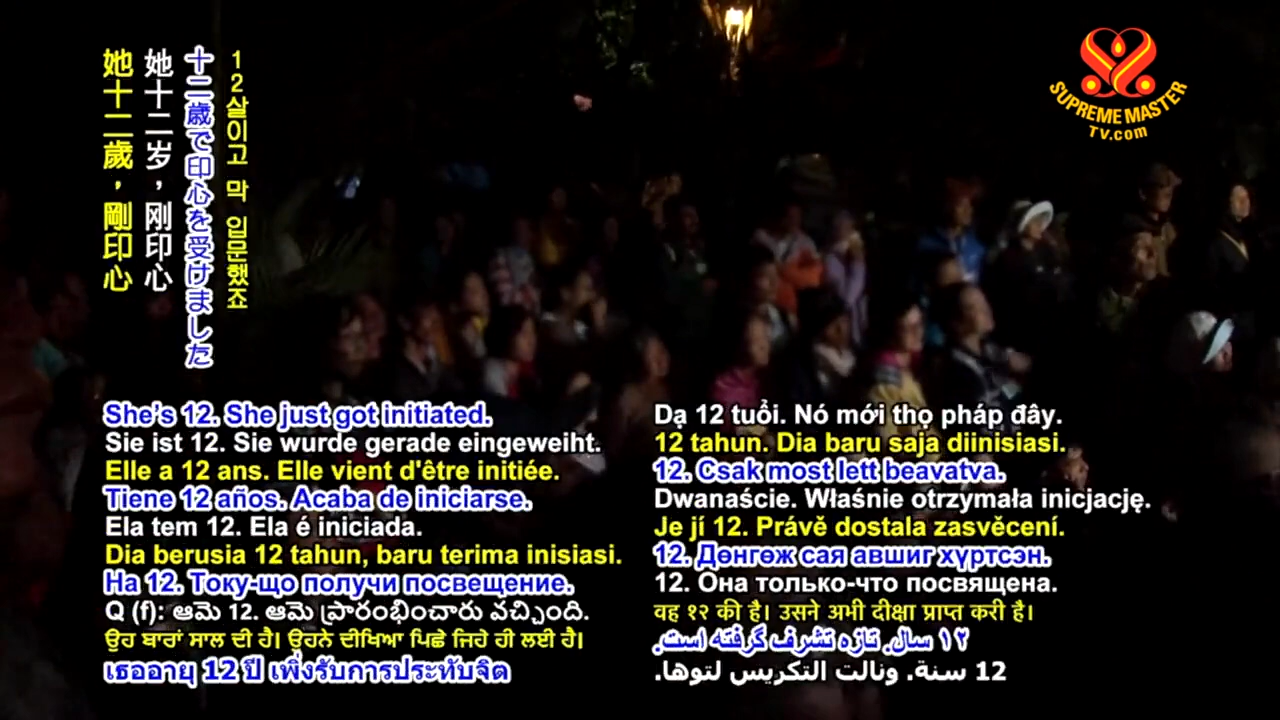 她十二歲，剛印心
她十二岁，刚印心
十二歳で印心を受けました
12살이고 막 입문했죠
SUPREME MASTER
TV.com
She's 12. She just got initiated.
Sie ist 12. Sie wurde gerade eingeweiht.
Elle a 12 ans. Elle vient d'être initiée.
Tiene 12 años. Acaba de iniciarse.
Ela tem 12. Ela é iniciada.
Dia berusia 12 tahun, baru terima inisiasi.
На 12. Току-що получи посвещение.
Q (f): ఆమె 12. ఆమె ప్రారంభించారు వచ్చింది.
ਉਹ ਬਾਰਾਂ ਸਾਲ ਦੀ ਹੈ। ਉਹਨੇ ਦੀਖਿਆ ਪਿਛੇ ਜਿਹੇ ਹੀ ਲਈ ਹੈ।
เธออายุ 12 ปี เพิ่งรับการประทับจิต
Dạ 12 tuổi. Nó mới thọ pháp đây.
12 tahun. Dia baru saja diinisiasi.
12. Csak most lett beavatva.
Dwanaście. Właśnie otrzymała inicjację.
Je jí 12. Právě dostala zasvěcení.
12. Дөнгөж сая авшиг хүртсэн.
12. Она только-что посвящена.
वह १२ की है। उसने अभी दीक्षा प्राप्त करी है।
۱۲ سال. تازه تشرف گرفته است.
12 سنة. ونالت التكريس لتوها.